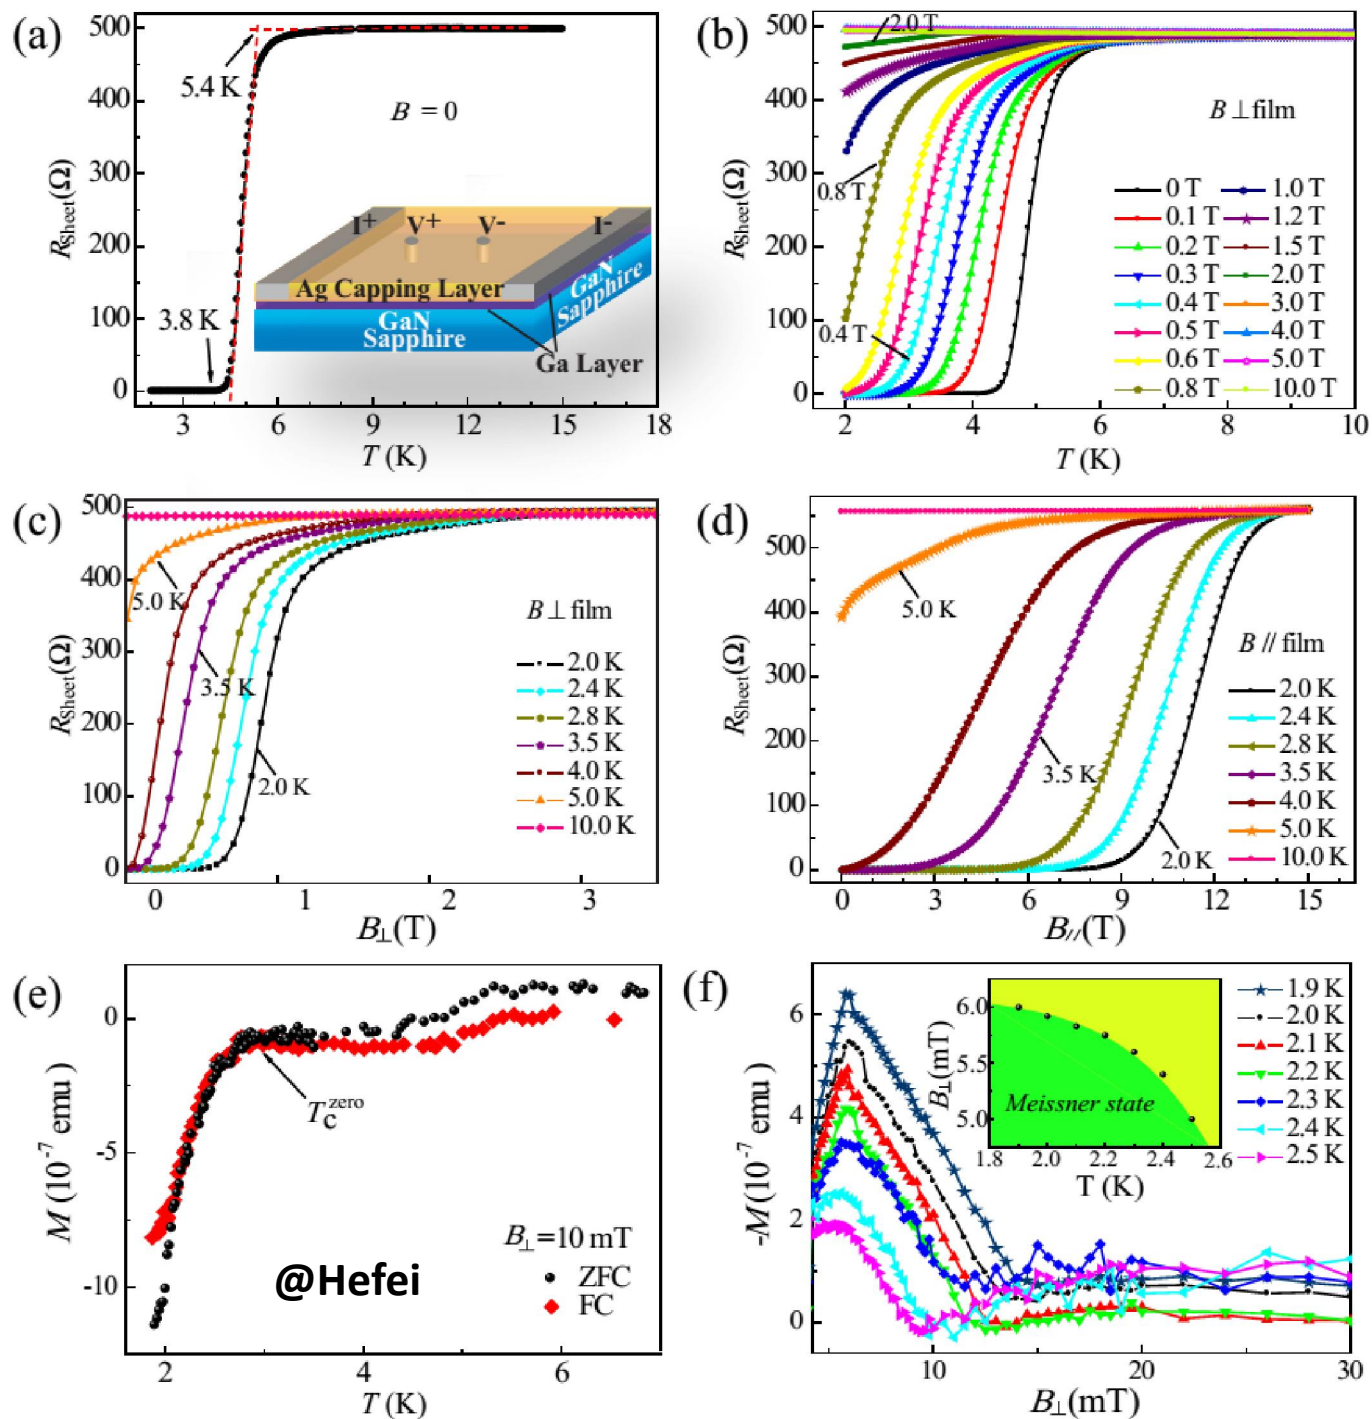 (a)
500
400
300
200
100
0
R_Sheet(Ω)
5.4 K
B = 0
3.8 K
I+ V+ V- I-
Ag Capping Layer
GaN
Sapphire
GaN
Sapphire
Ga Layer
3 6 9 12 15 18
T (K)
(b)
500
400
300
200
100
0
R_Sheet(Ω)
2.0 T
B ⊥ film
0.8 T
0.4 T
0 T 1.0 T
0.1 T 1.2 T
0.2 T 1.5 T
0.3 T 2.0 T
0.4 T 3.0 T
0.5 T 4.0 T
0.6 T 5.0 T
0.8 T 10.0 T
2 4 6 8 10
T (K)
(c)
500
400
300
200
100
0
R_Sheet(Ω)
5.0 K
3.5 K
2.0 K
B ⊥ film
2.0 K
2.4 K
2.8 K
3.5 K
4.0 K
5.0 K
10.0 K
0 1 2 3
B⊥(T)
(d)
500
400
300
200
100
0
R_Sheet(Ω)
5.0 K
3.5 K
2.0 K
B // film
2.0 K
2.4 K
2.8 K
3.5 K
4.0 K
5.0 K
10.0 K
0 3 6 9 12 15
B//(T)
(e)
0
-5
-10
M (10^-7 emu)
T_C^zero
B⊥=10 mT
@Hefei
ZFC
FC
2 4 6
T (K)
(f)
6
4
2
0
-M(10^-7 emu)
6.0
5.5
5.0
B⊥(mT)
Meissner state
1.8 2.0 2.2 2.4 2.6
T (K)
1.9 K
2.0 K
2.1 K
2.2 K
2.3 K
2.4 K
2.5 K
10 20 30
B⊥(mT)